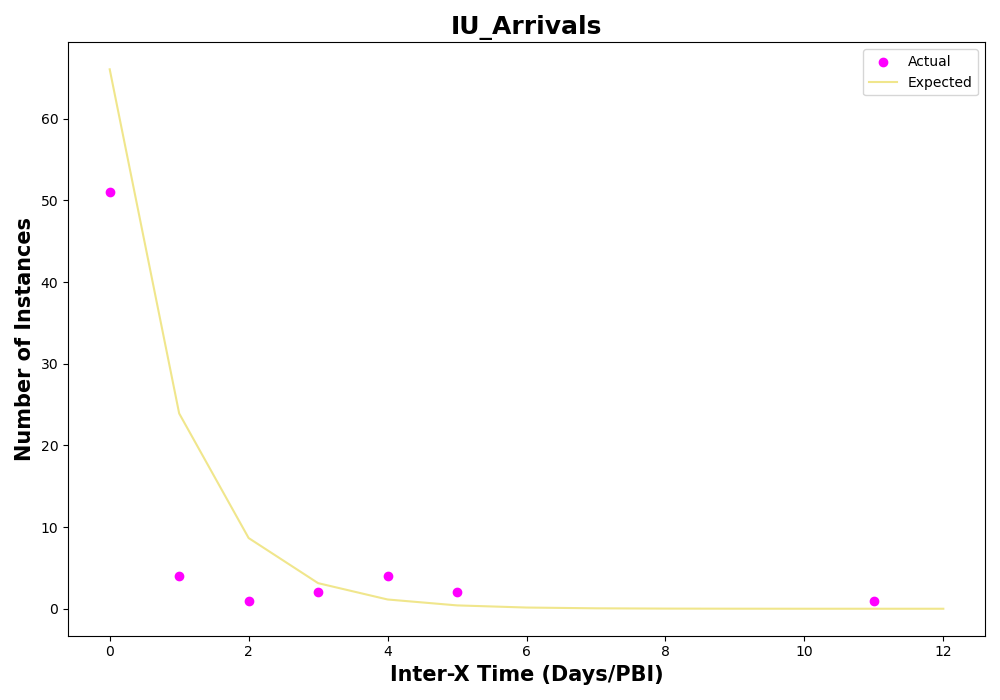 IU_Arrivals
Actual
Expected
Number of Instances
60
50
40
30
20
10
0
0 2 4 6 8 10 12
Inter-X Time (Days/PBI)